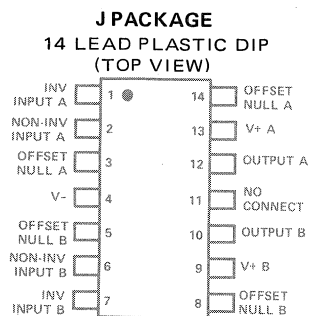 J PACKAGE
14 LEAD PLASTIC DIP
(TOP VIEW)
INV
INPUT A
1
14
OFFSET
NULL A
NON-INV
INPUT A
2
13
V+ A
OFFSET
NULL A
3
12
OUTPUT A
V-
4
11
NO
CONNECT
OFFSET
NULL B
5
10
OUTPUT B
NON-INV
INPUT B
6
9
V+ B
INV
INPUT B
7
8
OFFSET
NULL B